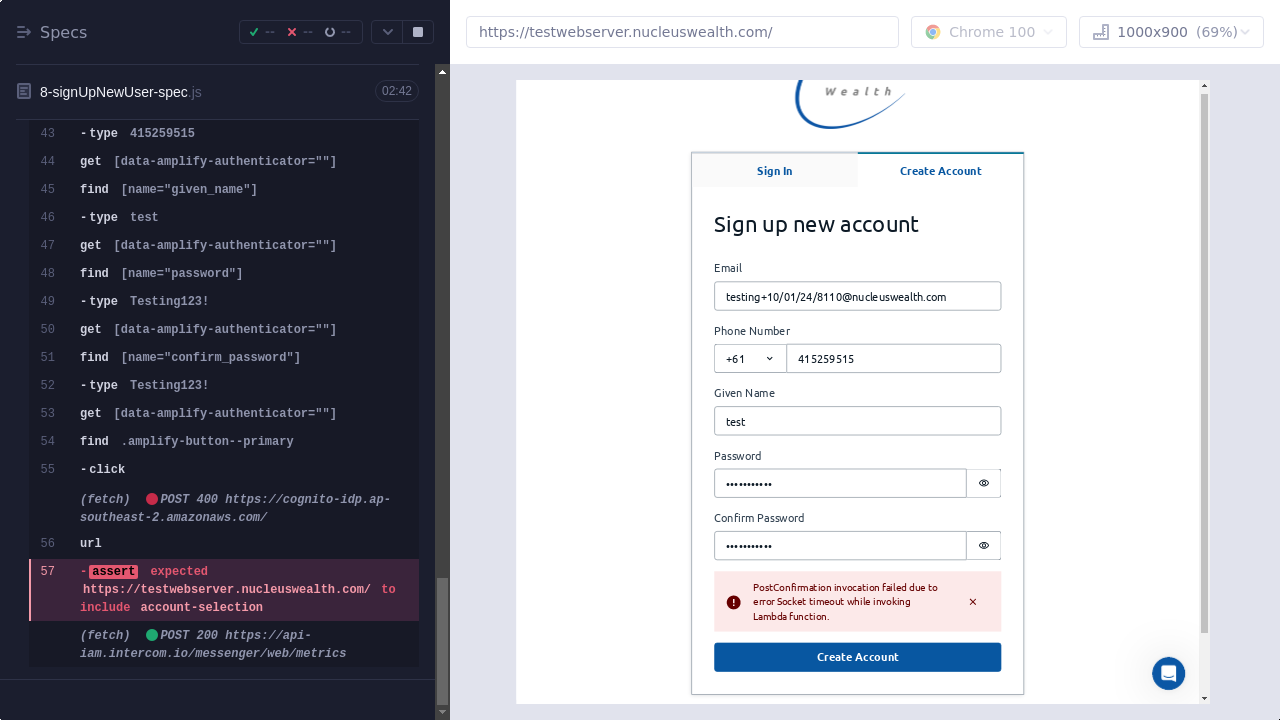 Specs
--
--
--
https://testwebserver.nucleuswealth.com/
Chrome 100
1000x900 (69%)
8-signUpNewUser-spec.js
02:42
43 -type 415259515
44 get [data-amplify-authenticator=""]
45 find [name="given_name"]
46 -type test
47 get [data-amplify-authenticator=""]
48 find [name="password"]
49 -type Testing123!
50 get [data-amplify-authenticator=""]
51 find [name="confirm_password"]
52 -type Testing123!
53 get [data-amplify-authenticator=""]
54 find .amplify-button--primary
55 -click
(fetch) POST 400 https://cognito-idp.ap-
southeast-2.amazonaws.com/
56 url
57 -assert expected
https://testwebserver.nucleuswealth.com/ to
include account-selection
(fetch) POST 200 https://api-
iam.intercom.io/messenger/web/metrics
Wealth
Sign In
Create Account
Sign up new account
Email
testing+10/01/24/8110@nucleuswealth.com
Phone Number
+61
415259515
Given Name
test
Password
•••••••••••
Confirm Password
•••••••••••
PostConfirmation invocation failed due to
error Socket timeout while invoking
Lambda function.
Create Account